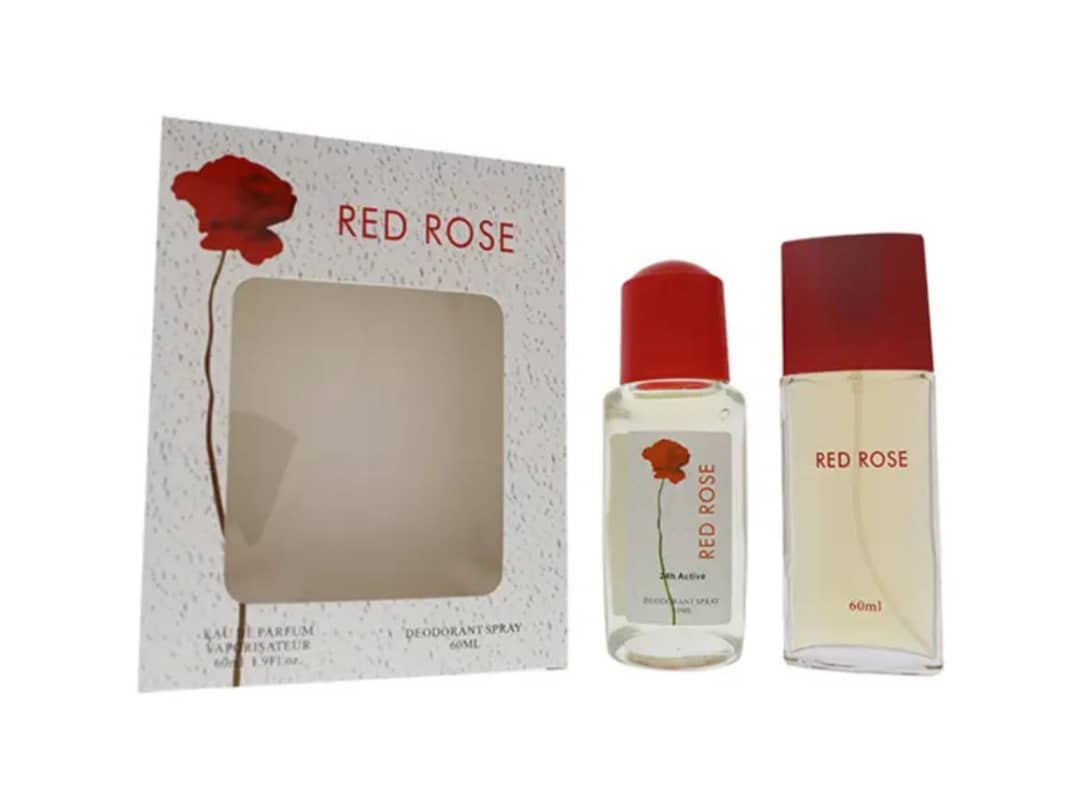 RED ROSE
EAU DE PARFUM
VAPORISATEUR
60ml 1.9Fl.oz.
DEODORANT SPRAY
60ML
RED ROSE
24h Active
DEODORANT SPRAY
60ML
RED ROSE
60ml